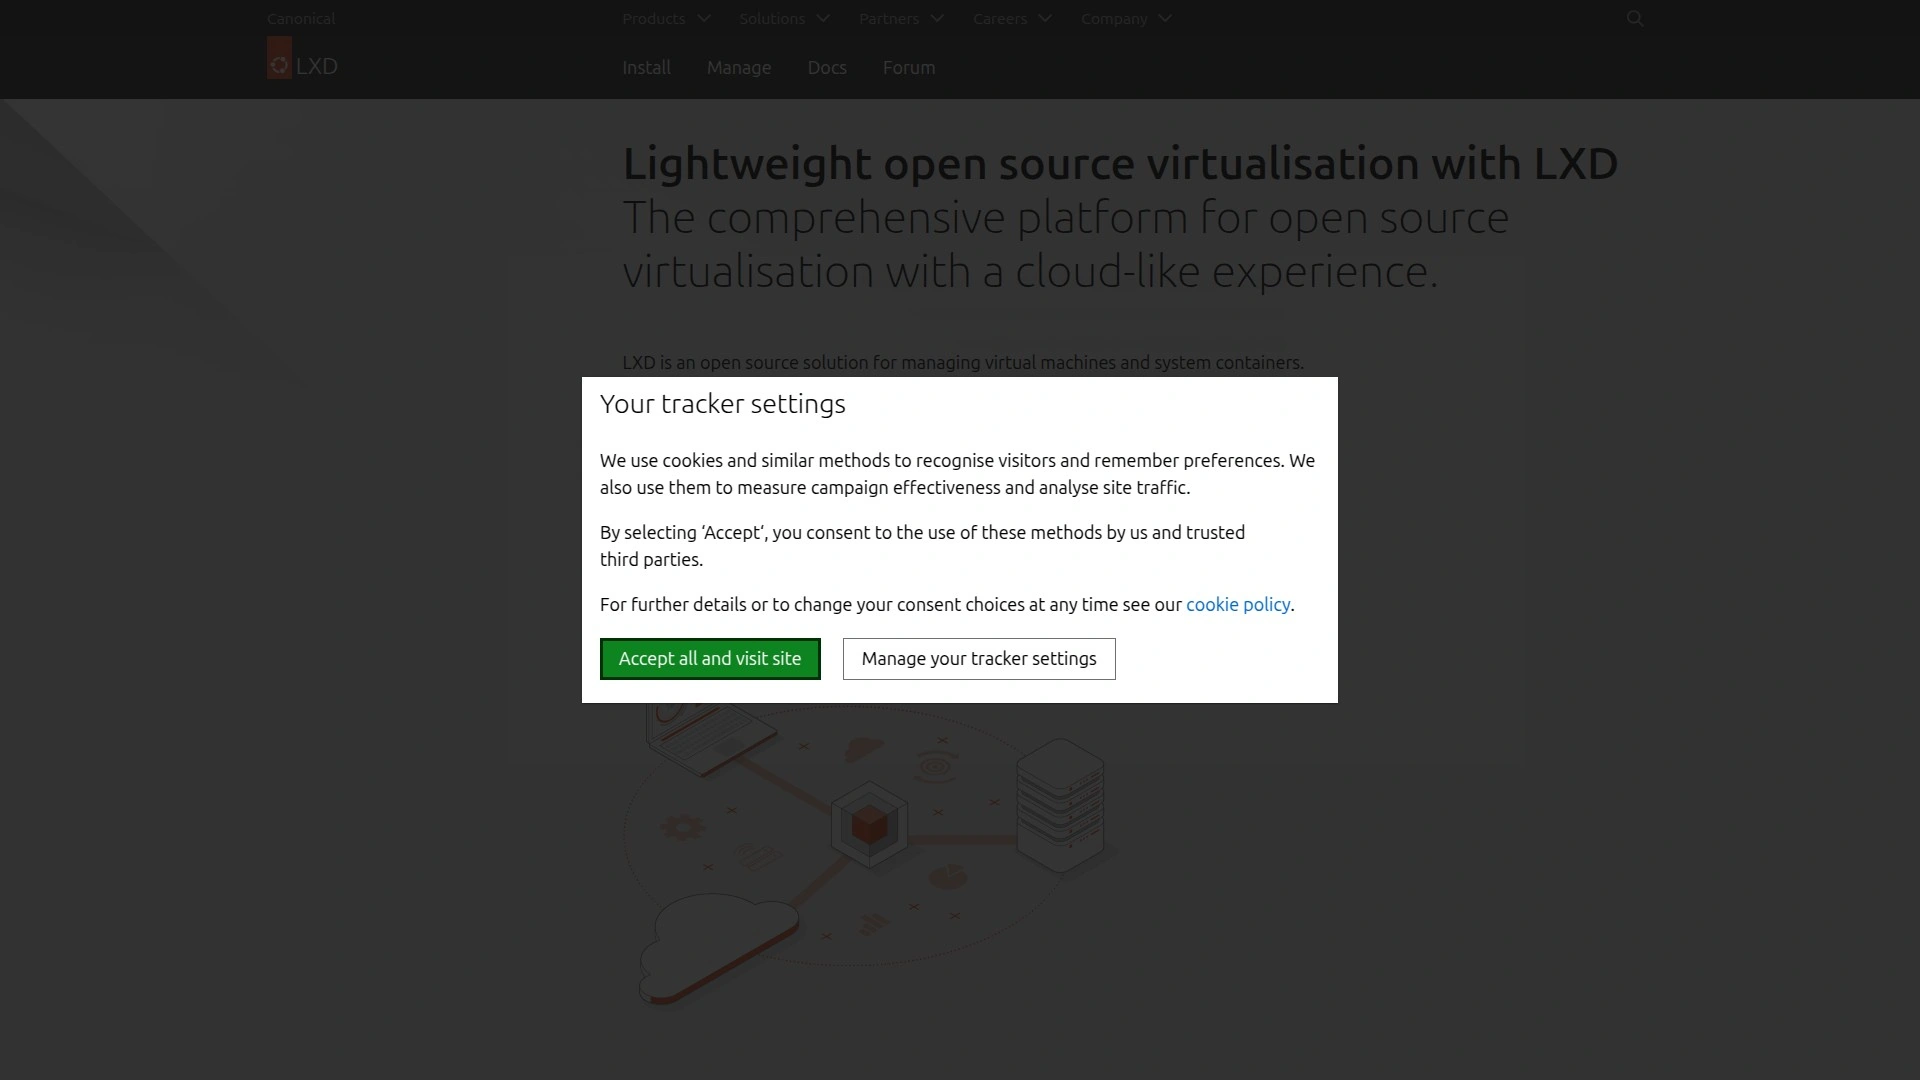 Canonical
Products
Solutions
Partners
Careers
Company
LXD
Install
Manage
Docs
Forum
Lightweight open source virtualisation with LXD
The comprehensive platform for open source
virtualisation with a cloud-like experience.
LXD is an open source solution for managing virtual machines and system containers.
Your tracker settings
We use cookies and similar methods to recognise visitors and remember preferences. We
also use them to measure campaign effectiveness and analyse site traffic.
By selecting ‘Accept‘, you consent to the use of these methods by us and trusted
third parties.
For further details or to change your consent choices at any time see our cookie policy.
Accept all and visit site
Manage your tracker settings